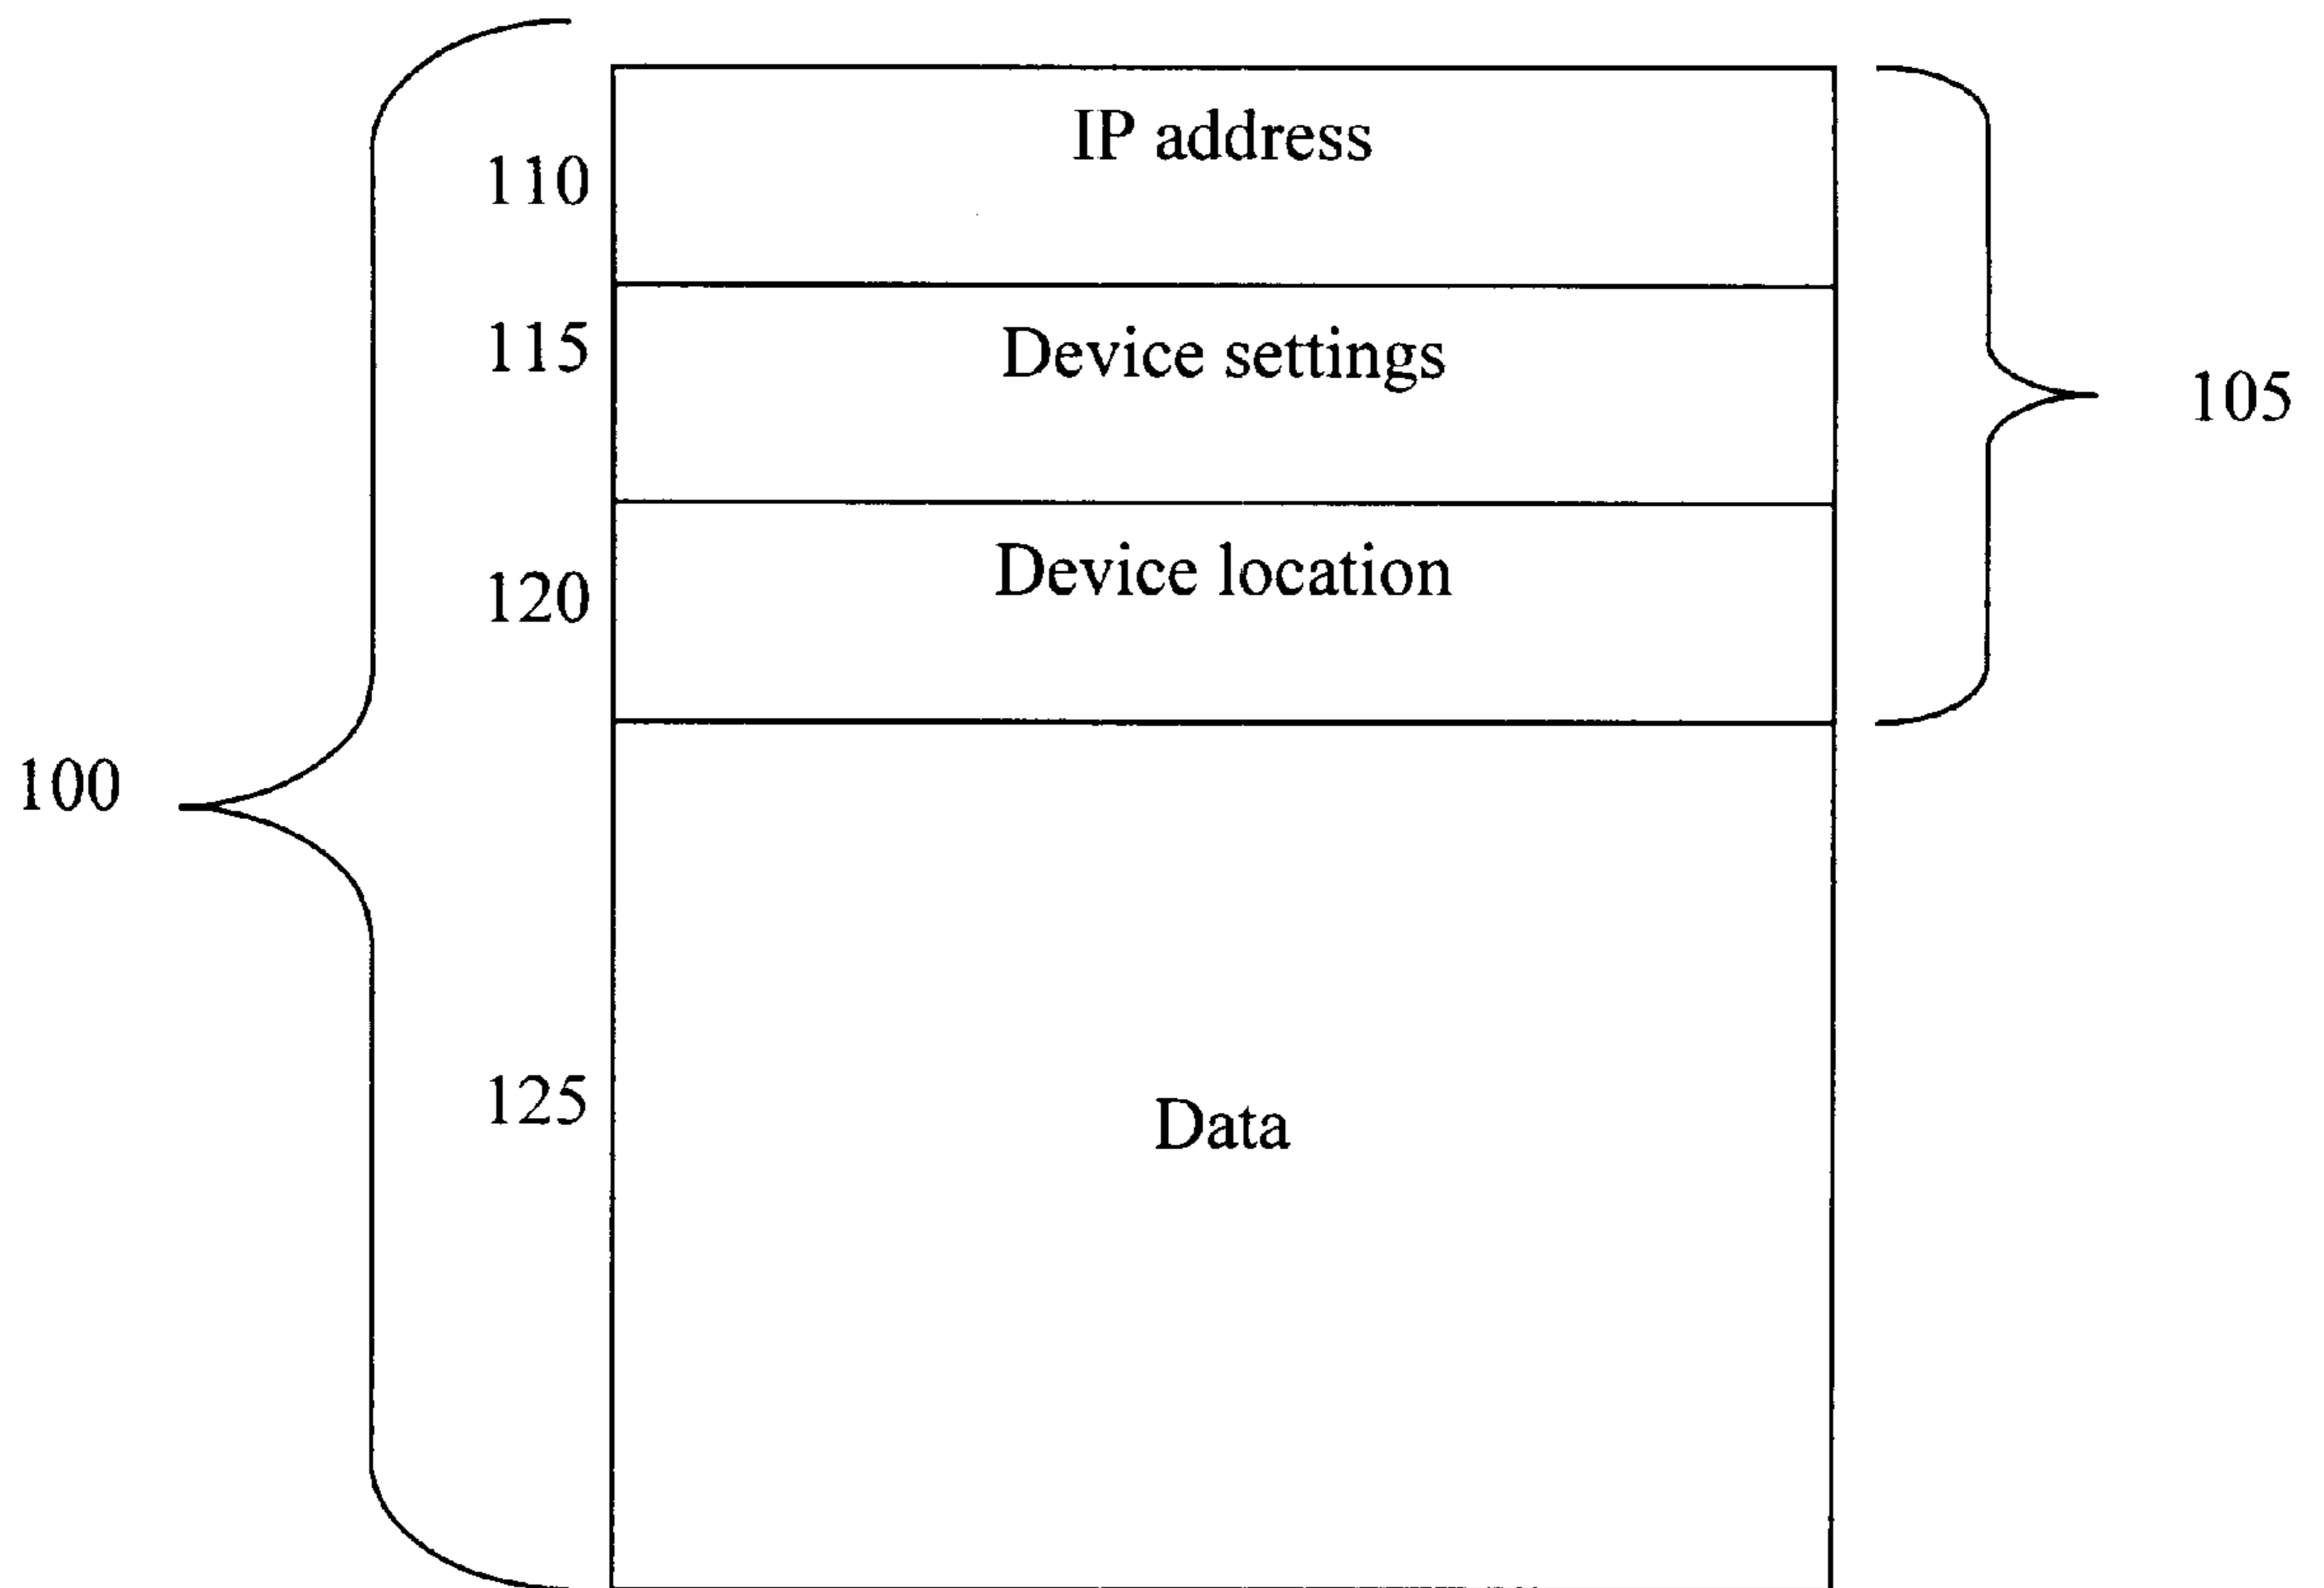 IP address
110
115
Device settings
105
Device location
120
100
125
Data